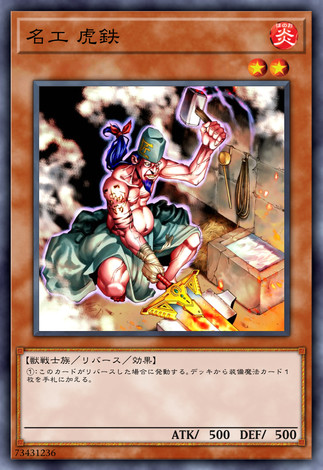 名工 虎鉄
ほのお
炎
【獣戦士族／リバース／効果】
①:このカードがリバースした場合に発動する。デッキから装備魔法カード１
枚を手札に加える。
ATK/ 500 DEF/ 500
73431236